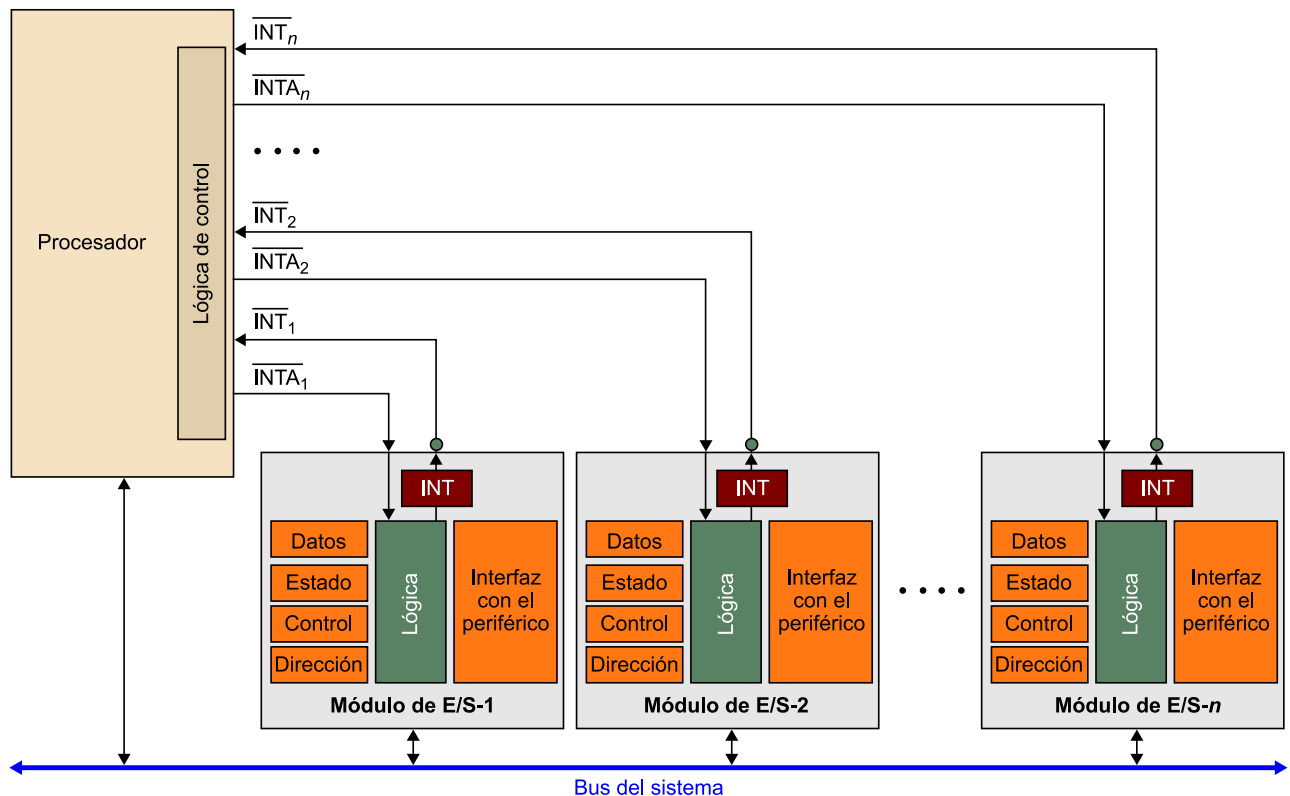 INTn
INTAn
INT2
INTA2
INT1
INTA1
Procesador
Lógica de control
INT
Datos
Estado
Control
Dirección
Lógica
Interfaz
con el
periférico
Módulo de E/S-1
INT
Datos
Estado
Control
Dirección
Lógica
Interfaz
con el
periférico
Módulo de E/S-2
INT
Datos
Estado
Control
Dirección
Lógica
Interfaz
con el
periférico
Módulo de E/S-n
Bus del sistema